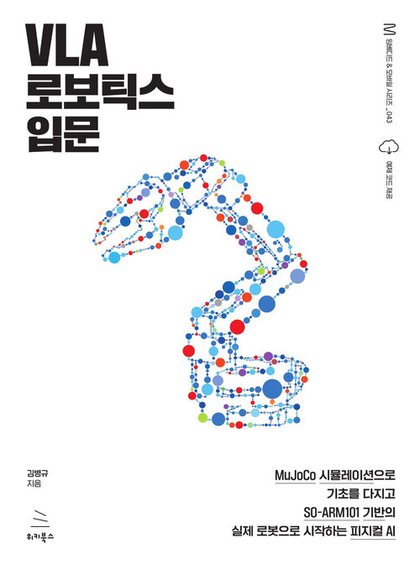 VLA
로보틱스
입문
임베디드 & 모바일 시리즈 _ 043
예제 코드 제공
김병규
지음
위키북스
MuJoCo 시뮬레이션으로
기초를 다지고
SO-ARM101 기반의
실제 로봇으로 시작하는 피지컬 AI